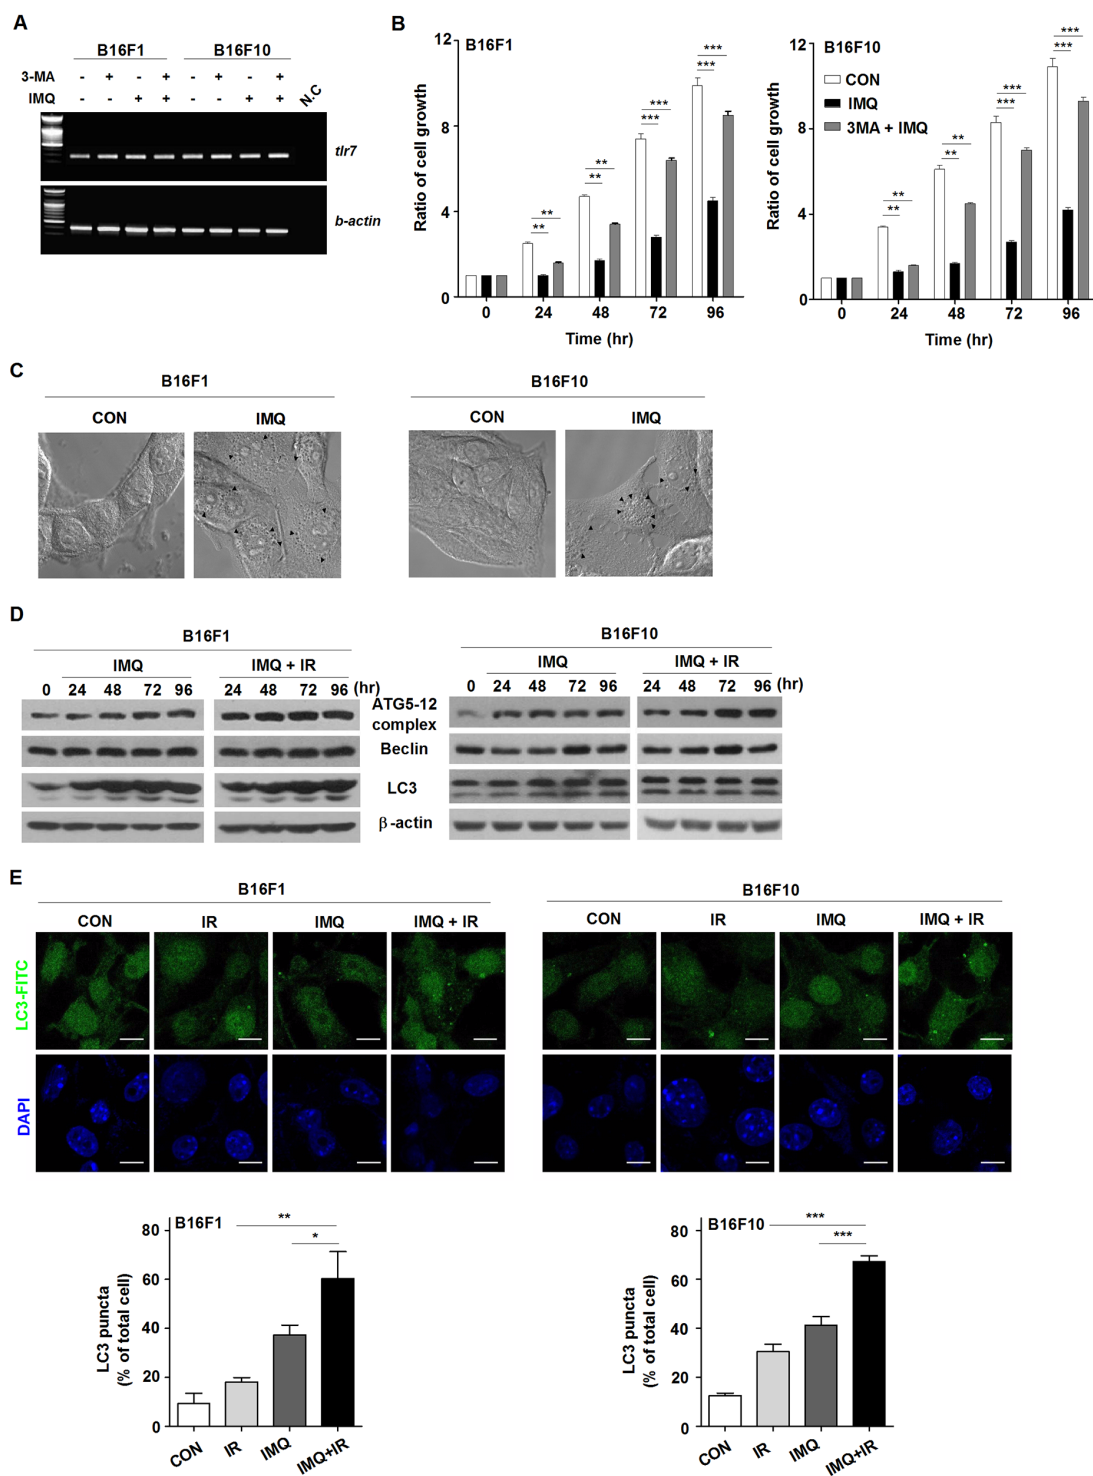 A
B16F1 B16F10
3-MA - + - + - + - +
IMQ - - + + - - + + N.C
tlr7
b-actin
B
B16F1
Ratio of cell growth
12
8
4
0
** ** ** ** *** *** *** ***
0 24 48 72 96
Time (hr)
B16F10
CON
IMQ
3MA + IMQ
Ratio of cell growth
12
8
4
0
** ** ** ** *** *** *** ***
0 24 48 72 96
Time (hr)
C
B16F1 B16F10
CON IMQ CON IMQ
D
B16F1 B16F10
IMQ IMQ + IR IMQ IMQ + IR
0 24 48 72 96 24 48 72 96 (hr) 0 24 48 72 96 24 48 72 96 (hr)
ATG5-12
complex
Beclin
LC3
β-actin
E
B16F1 B16F10
CON IR IMQ IMQ + IR CON IR IMQ IMQ + IR
LC3-FITC
DAPI
B16F1
LC3 puncta
(% of total cell)
80
60
40
20
0
**
*
CON IR IMQ IMQ+IR
B16F10
LC3 puncta
(% of total cell)
80
60
40
20
0
***
***
CON IR IMQ IMQ+IR